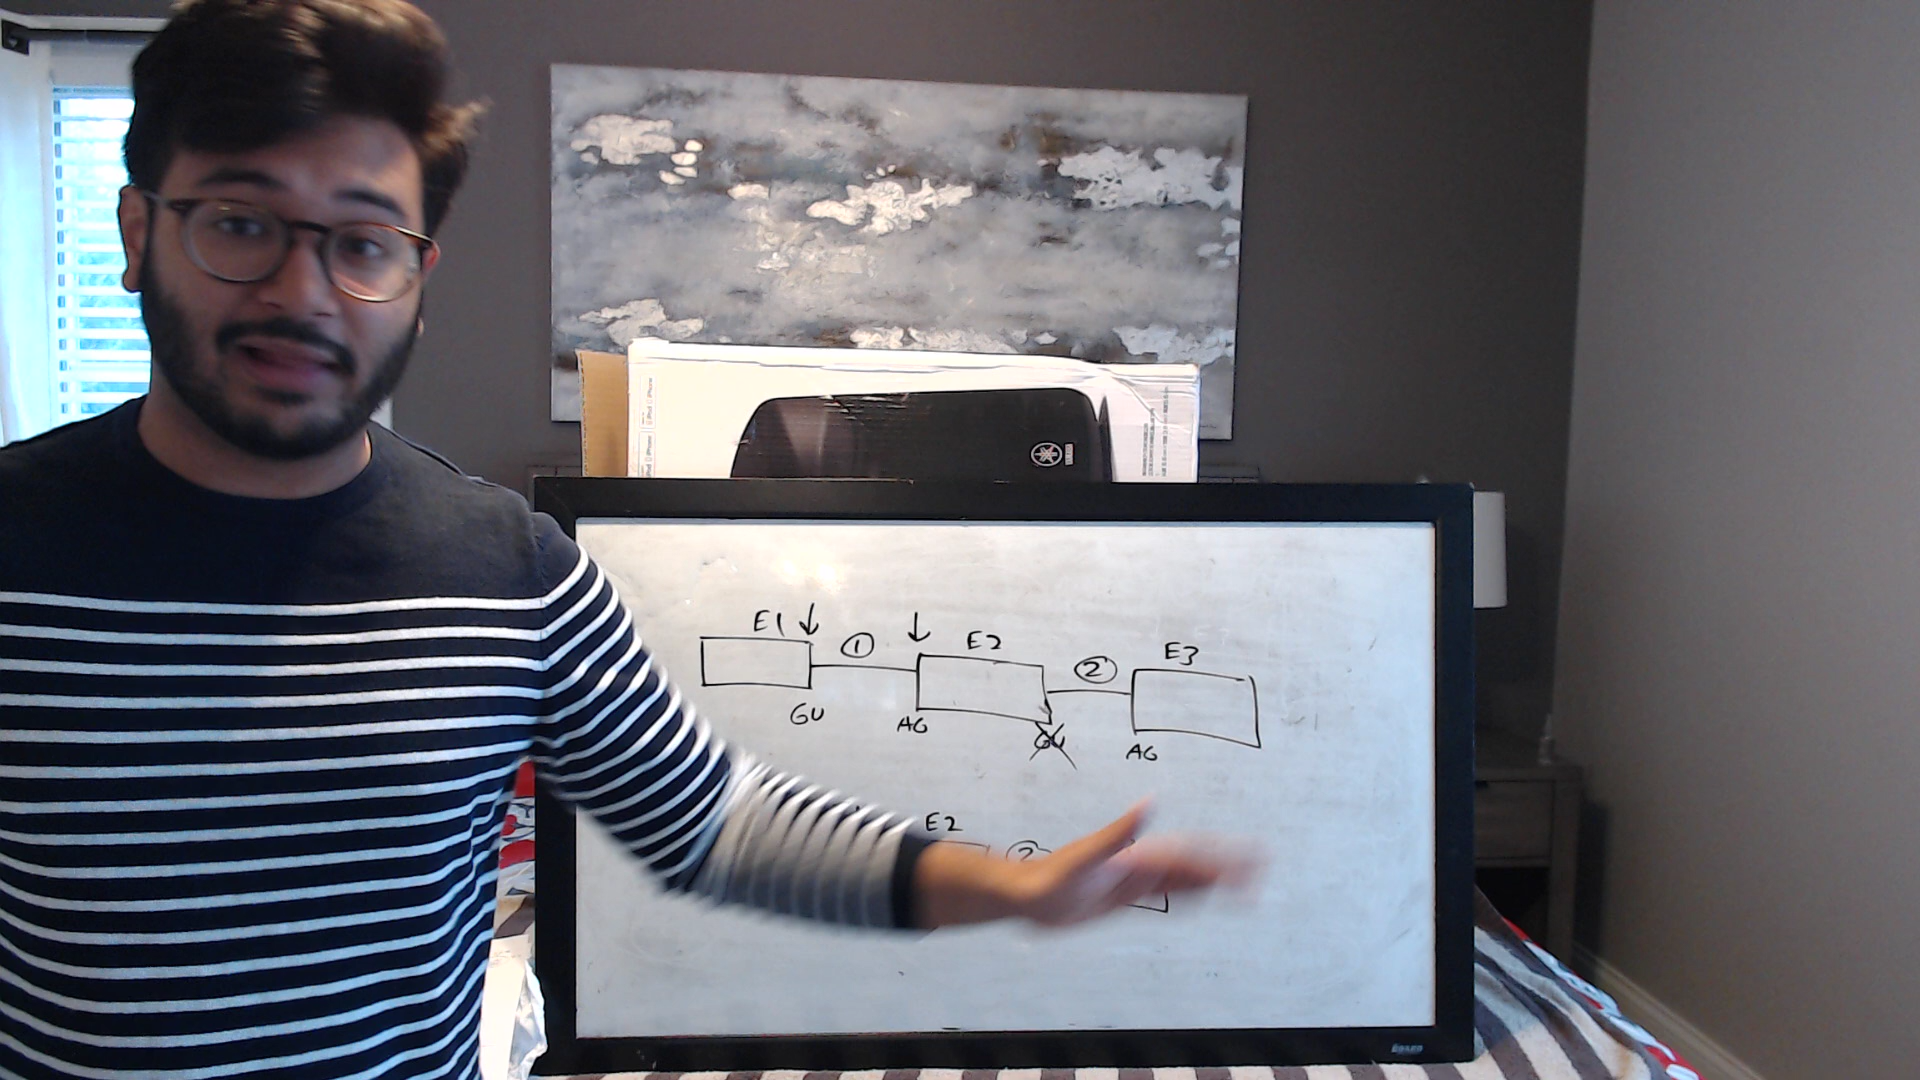 E1 ↓ ① ↓ E2 ② E3
GU AG GU AG
E2 ②